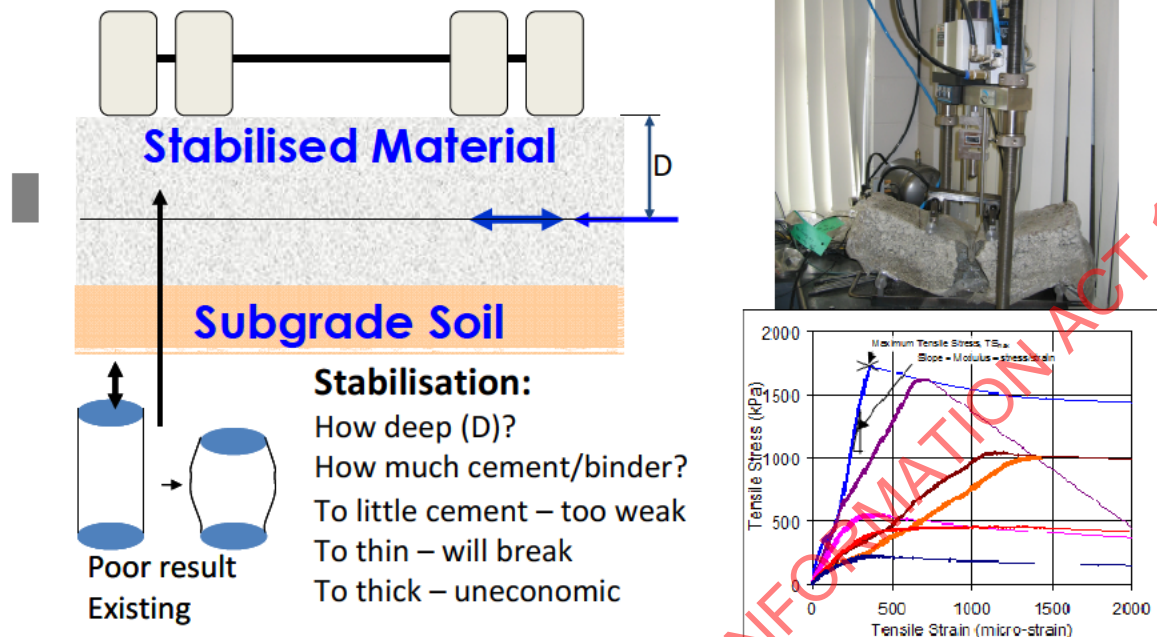 Stabilised Material
D
Subgrade Soil
Stabilisation:
How deep (D)?
How much cement/binder?
To little cement – too weak
To thin – will break
To thick – uneconomic
Poor result
Existing
2000
1500
1000
500
0
Tensile Stress (kPa)
Maximum Tensile Stress,
Slope = Modulus = stress/strain
0
500
1000
1500
2000
Tensile Strain (micro-strain)
INFORMATION ACT